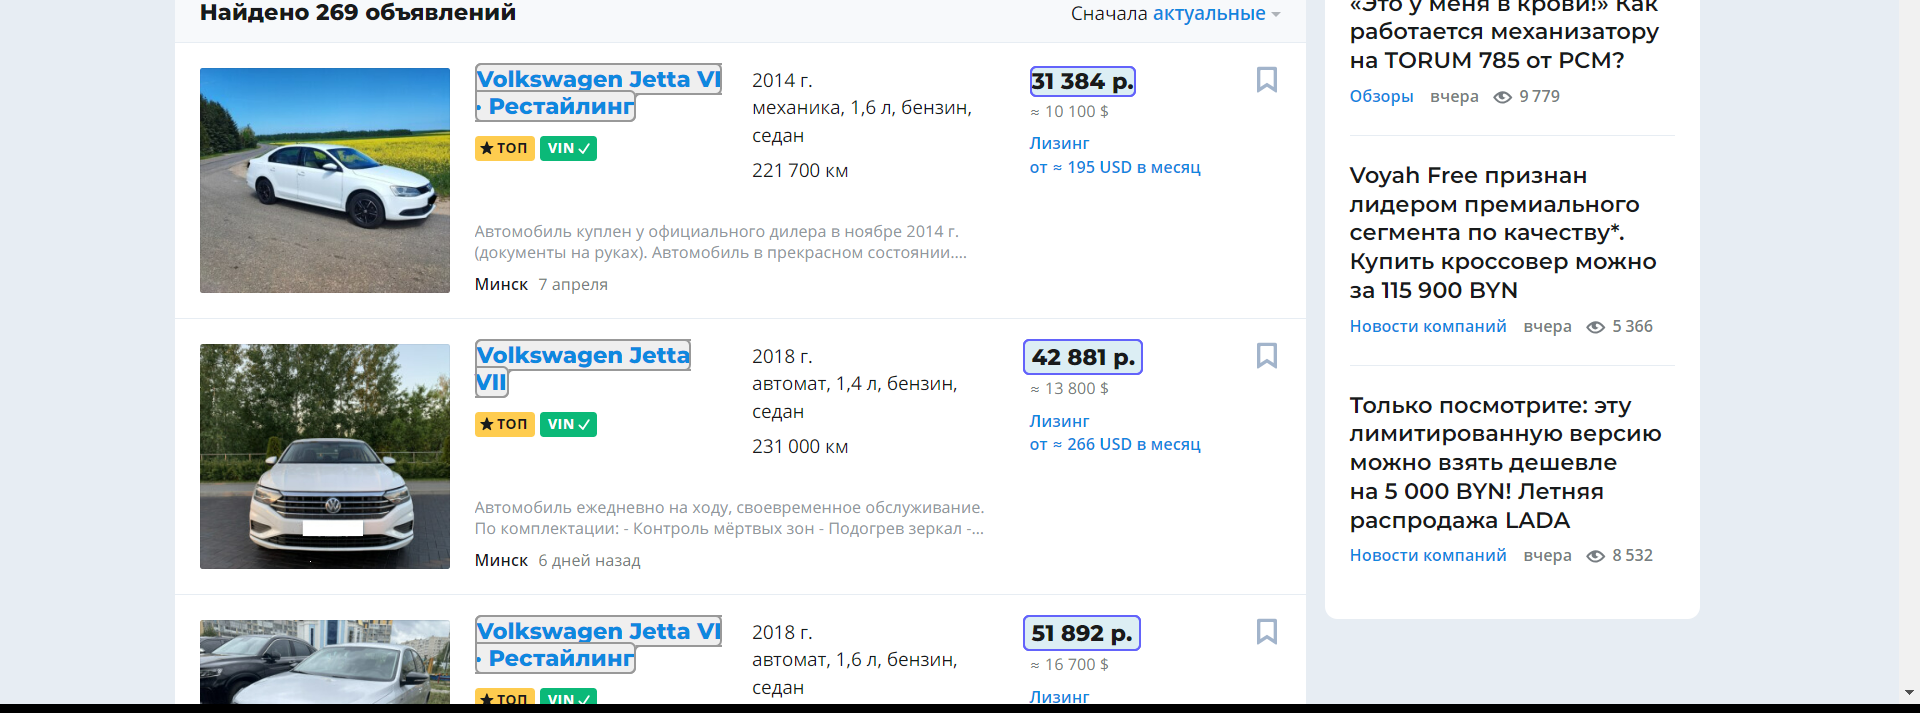 Найдено 269 объявлений
Сначала актуальные
Volkswagen Jetta VI
· Рестайлинг
ТОП VIN
2014 г.
механика, 1,6 л, бензин,
седан
221 700 км
31 384 р.
≈ 10 100 $
Лизинг
от ≈ 195 USD в месяц
Автомобиль куплен у официального дилера в ноябре 2014 г.
(документы на руках). Автомобиль в прекрасном состоянии....
Минск 7 апреля
Volkswagen Jetta
VII
ТОП VIN
2018 г.
автомат, 1,4 л, бензин,
седан
231 000 км
42 881 р.
≈ 13 800 $
Лизинг
от ≈ 266 USD в месяц
Автомобиль ежедневно на ходу, своевременное обслуживание.
По комплектации: - Контроль мёртвых зон - Подогрев зеркал -...
Минск 6 дней назад
Volkswagen Jetta VI
· Рестайлинг
ТОП VIN
2018 г.
автомат, 1,6 л, бензин,
седан
51 892 р.
≈ 16 700 $
Лизинг
«Это у меня в крови!» Как
работается механизатору
на TORUM 785 от РСМ?
Обзоры вчера 9 779
Voyah Free признан
лидером премиального
сегмента по качеству*.
Купить кроссовер можно
за 115 900 BYN
Новости компаний вчера 5 366
Только посмотрите: эту
лимитированную версию
можно взять дешевле
на 5 000 BYN! Летняя
распродажа LADA
Новости компаний вчера 8 532